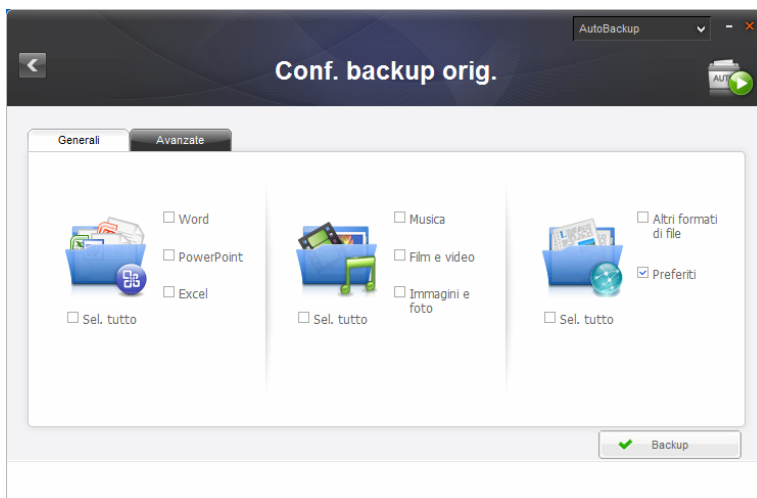 AutoBackup
Conf. backup orig.
AUTO
Generali
Avanzate
Word
PowerPoint
Excel
Sel. tutto
Musica
Film e video
Immagini e
foto
Sel. tutto
Altri formati
di file
Preferiti
Sel. tutto
Backup